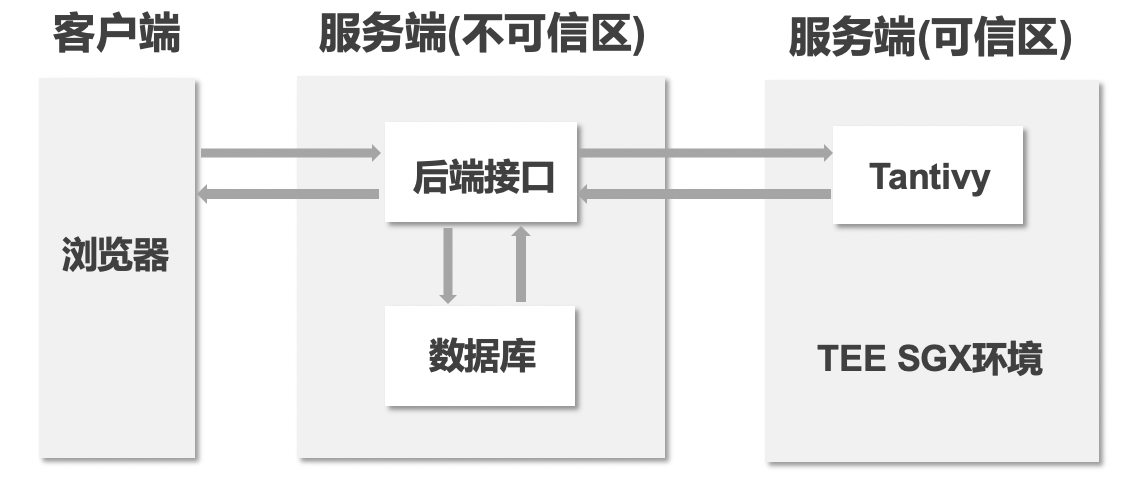 客户端
服务端(不可信区)
服务端(可信区)
后端接口
Tantivy
浏览器
数据库
TEE SGX环境